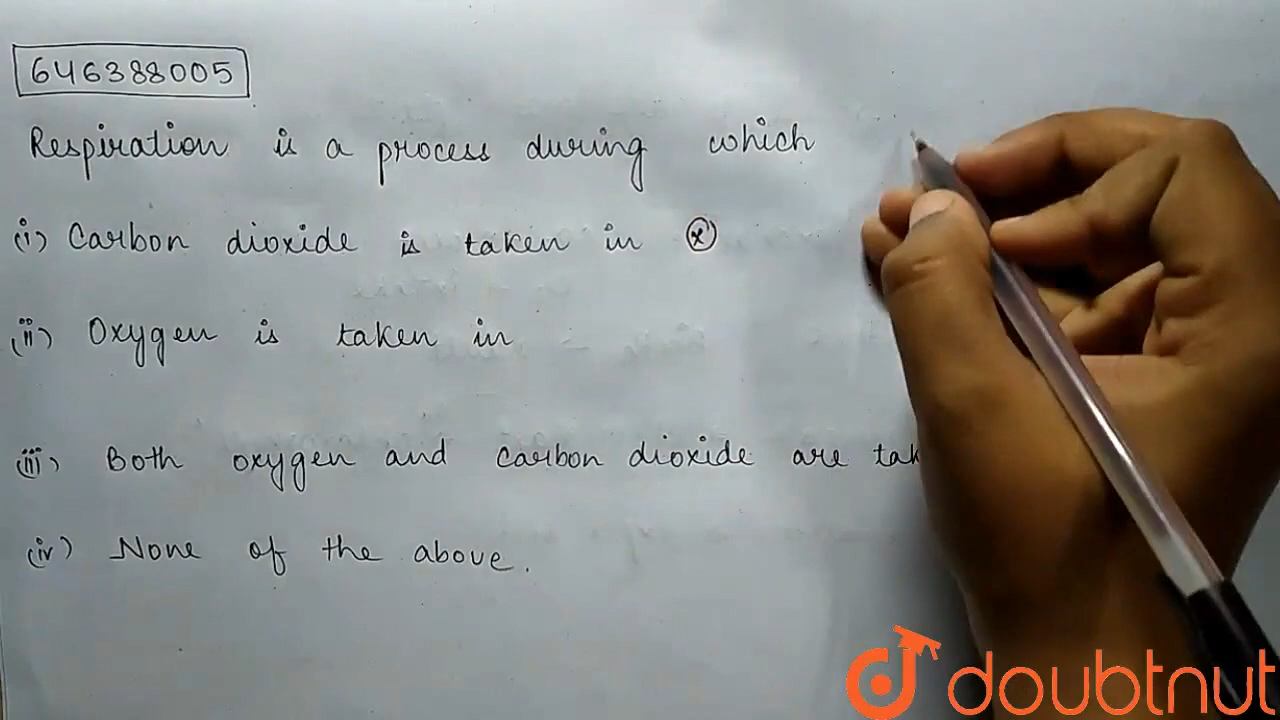 646388005
Respiration is a process during which
(i) Carbon dioxide is taken in (x)
(ii) Oxygen is taken in
(iii) Both oxygen and carbon dioxide are tak
(iv) None of the above.
doubtnut